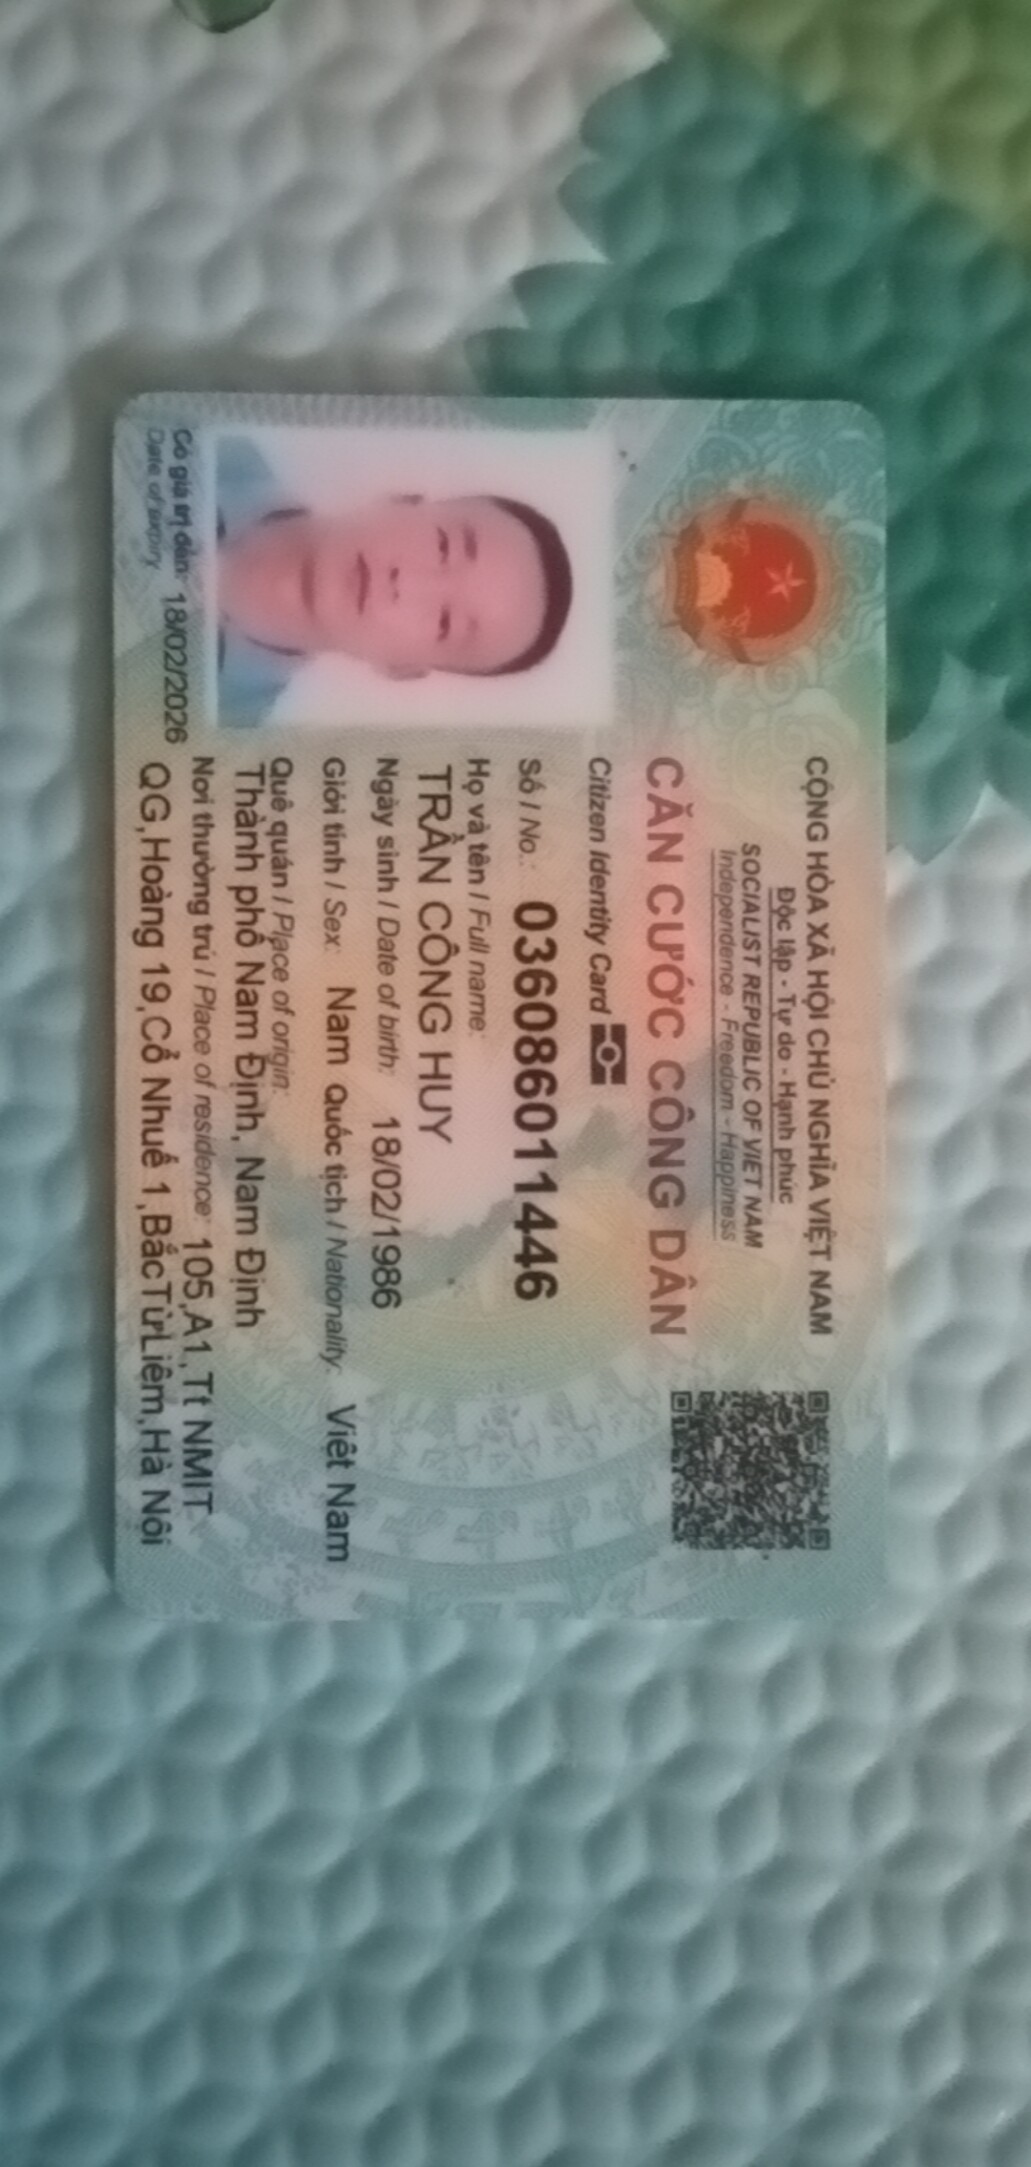 CỘNG HÒA XÃ HỘI CHỦ NGHĨA VIỆT NAM
Độc lập - Tự do - Hạnh phúc
SOCIALIST REPUBLIC OF VIET NAM
Independence - Freedom - Happiness
CĂN CƯỚC CÔNG DÂN
Citizen Identity Card
Số / No.: 036086011446
Họ và tên / Full name:
TRẦN CÔNG HUY
Ngày sinh / Date of birth: 18/02/1986
Giới tính / Sex: Nam Quốc tịch / Nationality: Việt Nam
Quê quán / Place of origin:
Thành phố Nam Định, Nam Định
Nơi thường trú / Place of residence: 105,A1,Tt NMIT
QG,Hoàng 19,Cổ Nhuế 1,BắcTừLiêm,Hà Nội
Có giá trị đến: 18/02/2026
Date of expiry